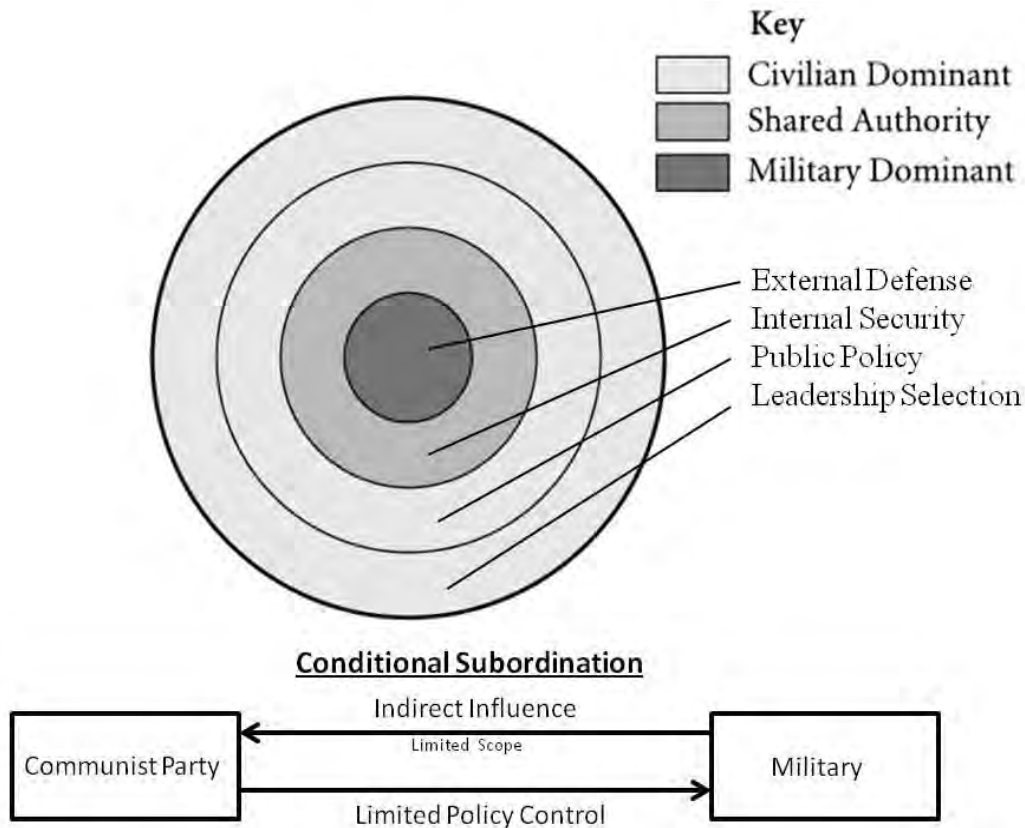 Key
Civilian Dominant
Shared Authority
Military Dominant
External Defense
Internal Security
Public Policy
Leadership Selection
Conditional Subordination
Indirect Influence
Limited Scope
Communist Party
Military
Limited Policy Control